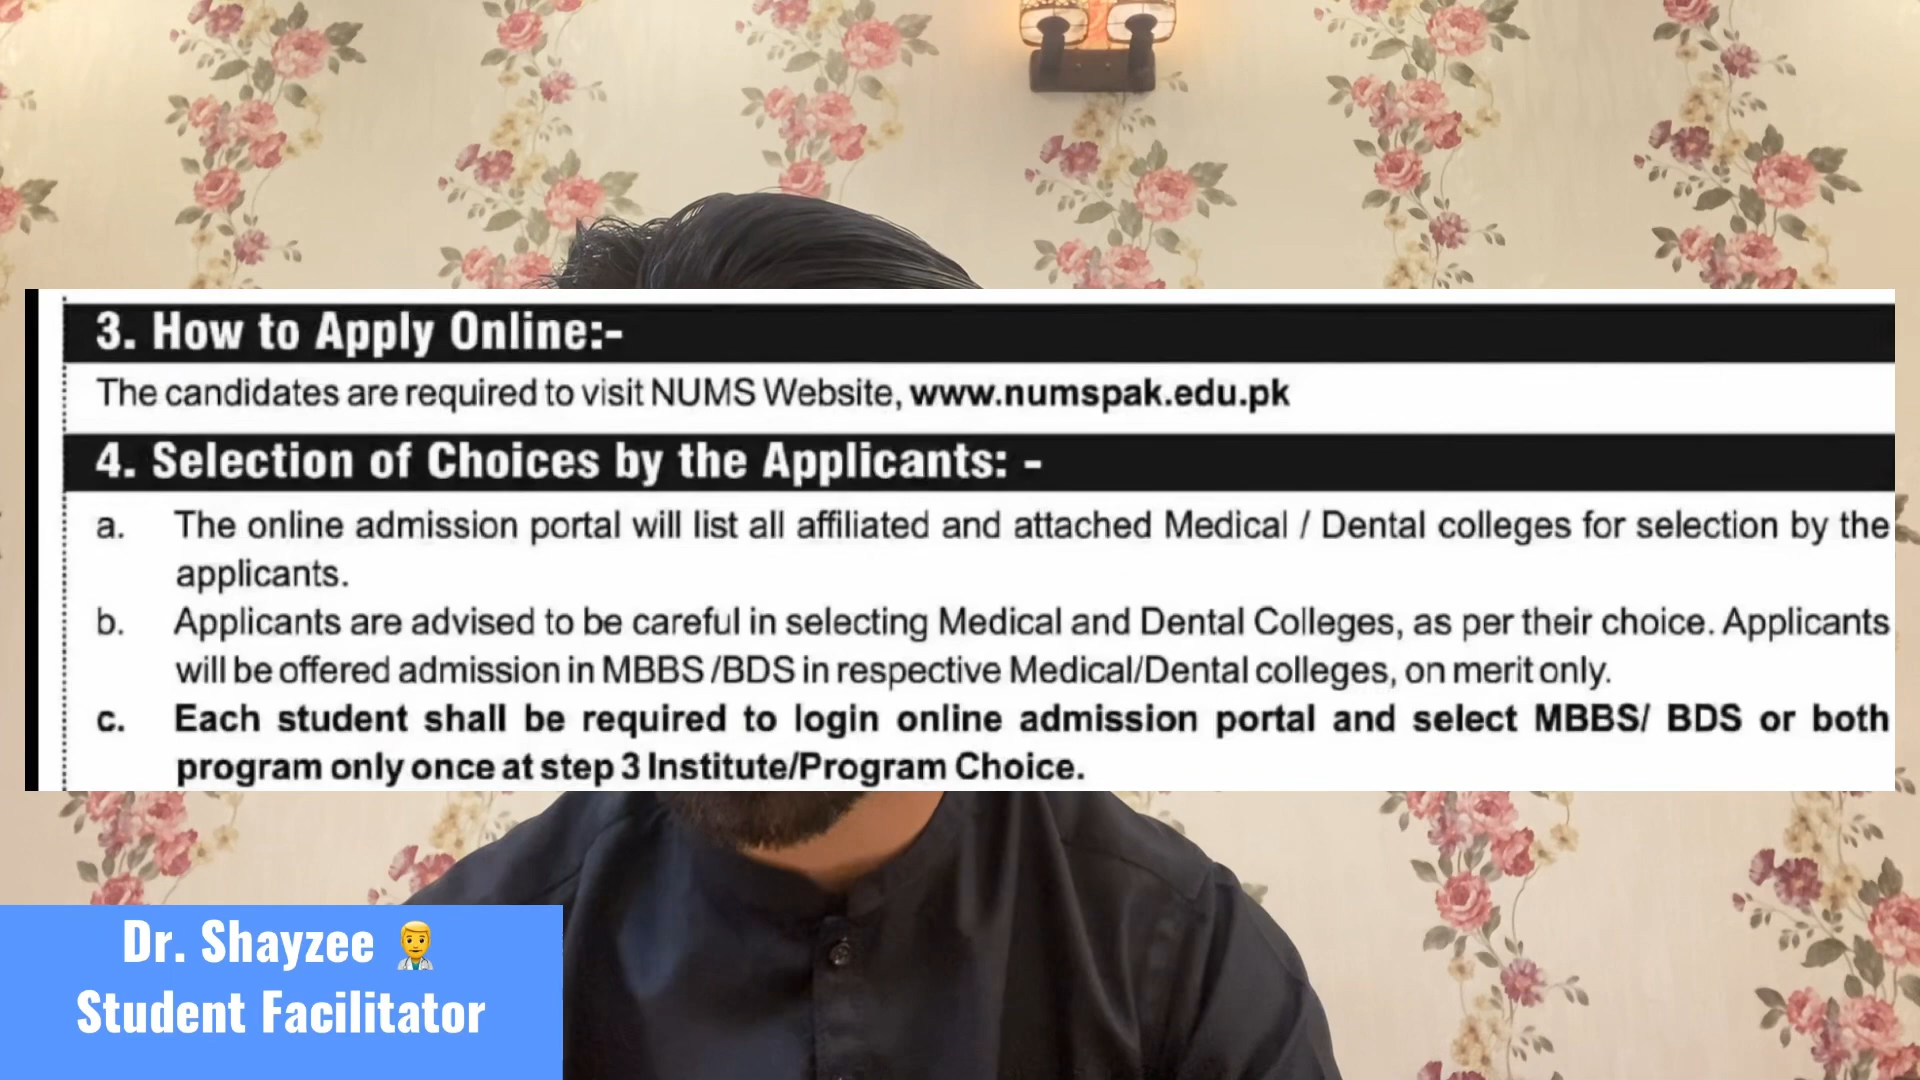 3. How to Apply Online:-
The candidates are required to visit NUMS Website, www.numspak.edu.pk
4. Selection of Choices by the Applicants: -
a. The online admission portal will list all affiliated and attached Medical / Dental colleges for selection by the
applicants.
b. Applicants are advised to be careful in selecting Medical and Dental Colleges, as per their choice. Applicants
will be offered admission in MBBS /BDS in respective Medical/Dental colleges, on merit only.
c. Each student shall be required to login online admission portal and select MBBS/ BDS or both
program only once at step 3 Institute/Program Choice.
Dr. Shayzee 👨‍⚕️
Student Facilitator